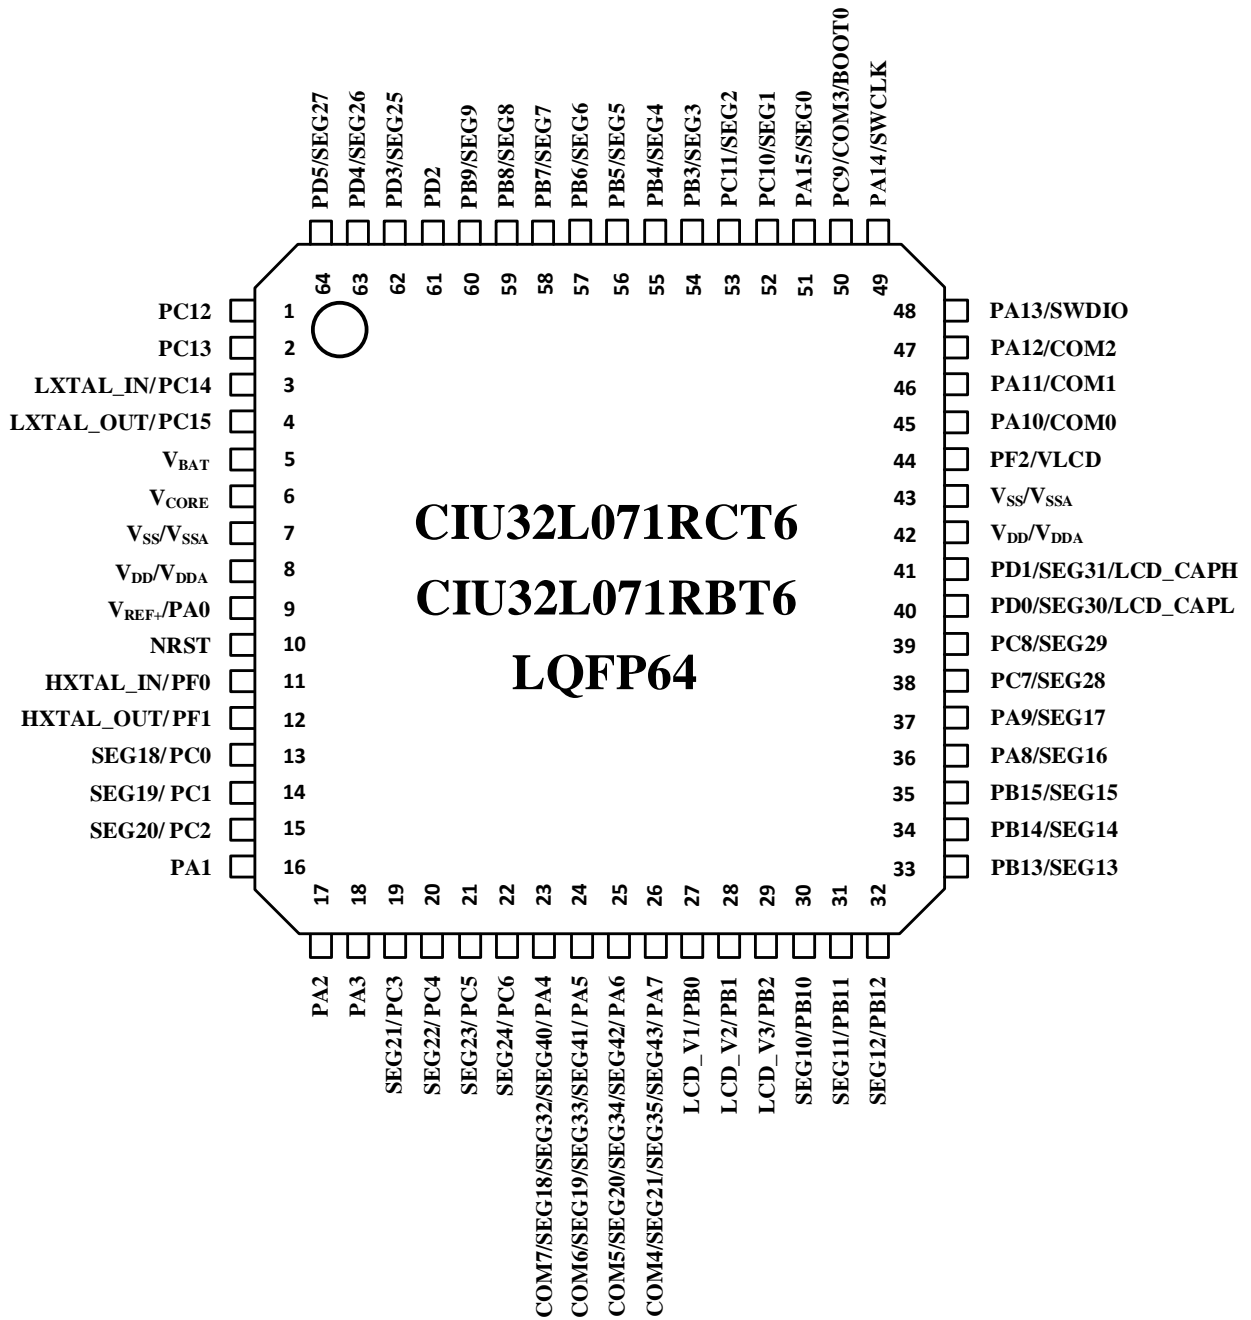 PD5/SEG27
PD4/SEG26
PD3/SEG25
PD2
PB9/SEG9
PB8/SEG8
PB7/SEG7
PB6/SEG6
PB5/SEG5
PB4/SEG4
PB3/SEG3
PC11/SEG2
PC10/SEG1
PA15/SEG0
PC9/COM3/BOOT0
PA14/SWCLK
64
63
62
61
60
59
58
57
56
55
54
53
52
51
50
49
PC12 1
PC13 2
LXTAL_IN/PC14 3
LXTAL_OUT/PC15 4
VBAT 5
VCORE 6
VSS/VSSA 7
VDD/VDDA 8
VREF+/PA0 9
NRST 10
HXTAL_IN/PF0 11
HXTAL_OUT/PF1 12
SEG18/PC0 13
SEG19/PC1 14
SEG20/PC2 15
PA1 16
CIU32L071RCT6
CIU32L071RBT6
LQFP64
48 PA13/SWDIO
47 PA12/COM2
46 PA11/COM1
45 PA10/COM0
44 PF2/VLCD
43 VSS/VSSA
42 VDD/VDDA
41 PD1/SEG31/LCD_CAPH
40 PD0/SEG30/LCD_CAPL
39 PC8/SEG29
38 PC7/SEG28
37 PA9/SEG17
36 PA8/SEG16
35 PB15/SEG15
34 PB14/SEG14
33 PB13/SEG13
17
18
19
20
21
22
23
24
25
26
27
28
29
30
31
32
PA2
PA3
SEG21/PC3
SEG22/PC4
SEG23/PC5
SEG24/PC6
COM7/SEG18/SEG32/SEG40/PA4
COM6/SEG19/SEG33/SEG41/PA5
COM5/SEG20/SEG34/SEG42/PA6
COM4/SEG21/SEG35/SEG43/PA7
LCD_V1/PB0
LCD_V2/PB1
LCD_V3/PB2
SEG10/PB10
SEG11/PB11
SEG12/PB12